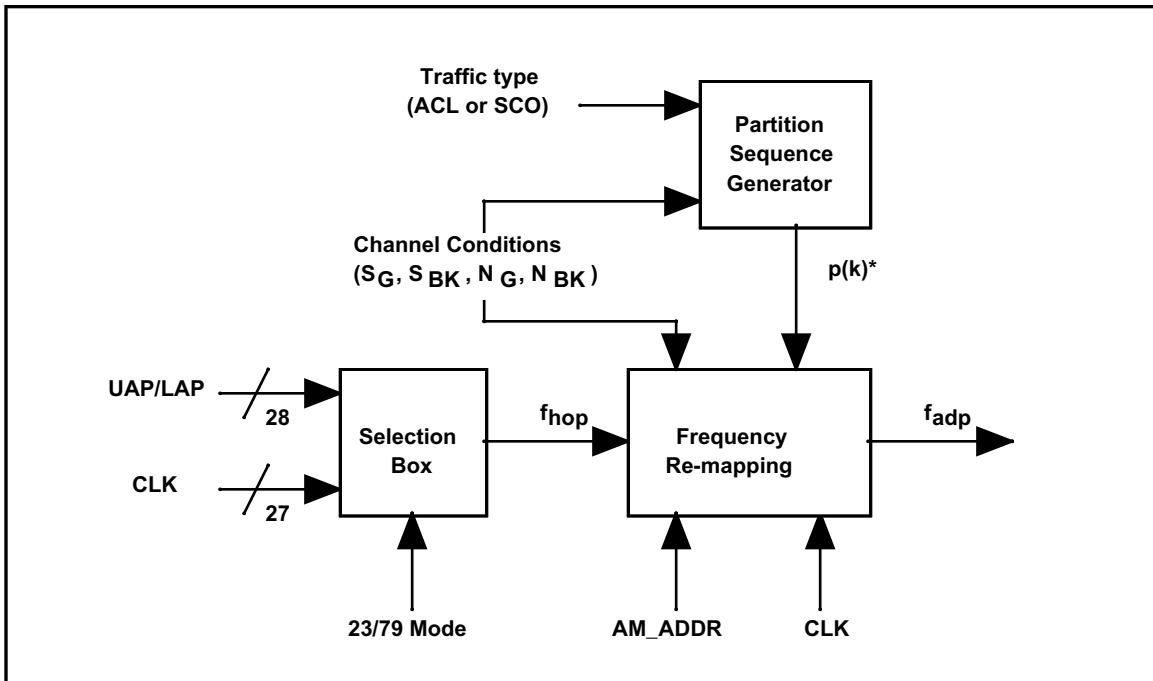 Traffic type
(ACL or SCO)
Partition
Sequence
Generator
Channel Conditions
(SG, SBK, NG, NBK)
p(k)*
UAP/LAP
28
Selection
Box
fhop
Frequency
Re-mapping
fadp
CLK
27
23/79 Mode
AM_ADDR
CLK